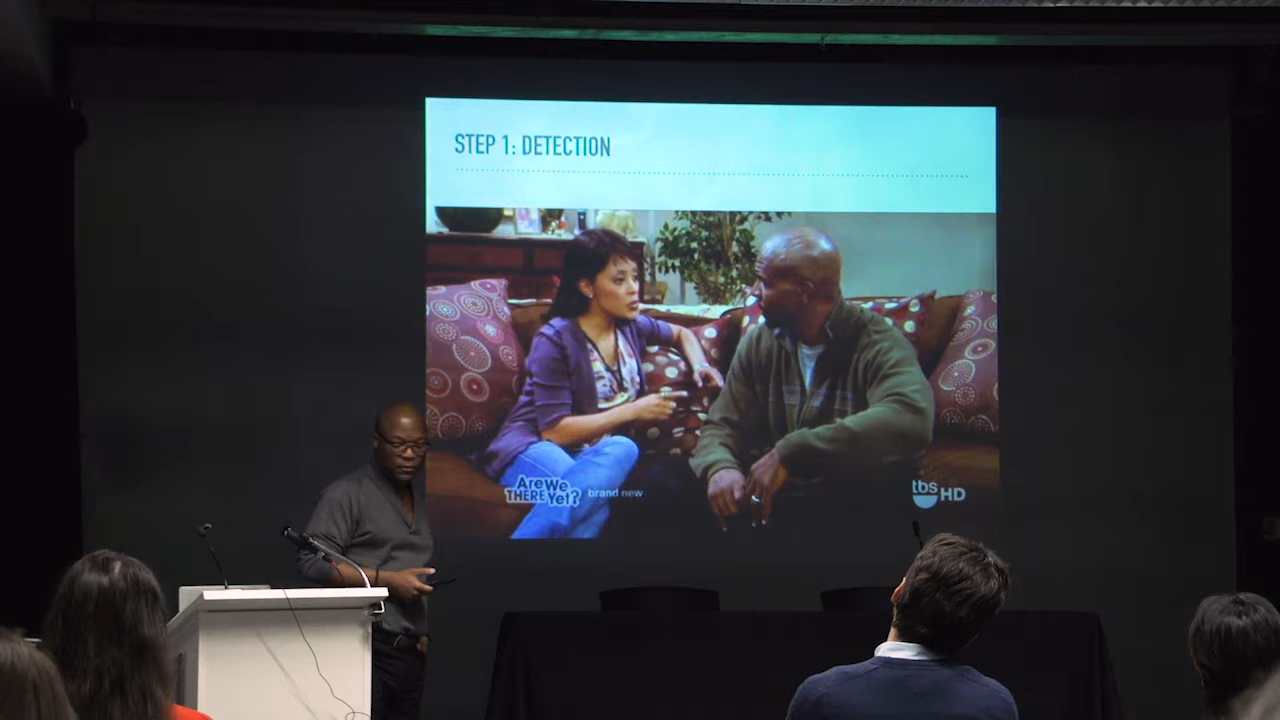 STEP 1: DETECTION
Are We
THERE Yet?
brand new
tbs
HD